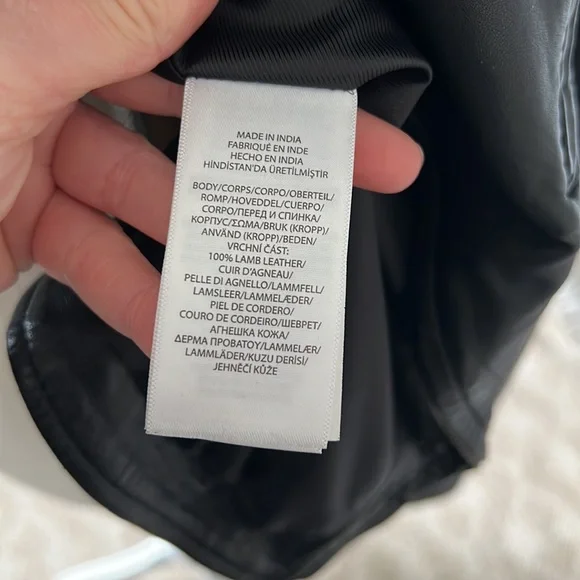 MADE IN INDIA
FABRIQUÉ EN INDE
HECHO EN INDIA
HİNDİSTAN'DA ÜRETİLMİŞTİR
BODY/CORPS/CORPO/OBERTEIL/
ROMP/HOVEDDEL/CUERPO/
CORPO/ПЕРЕД И СПИНКА/
КОРПУС/ΣΩΜΑ/BRUK (KROPP)/
ANVÄND (KROPP)/BEDEN/
VRCHNÍ ČÁST:
100% LAMB LEATHER/
CUIR D'AGNEAU/
PELLE DI AGNELLO/LAMMFELL/
LAMSLEER/LAMMELÆDER/
PIEL DE CORDERO/
COURO DE CORDEIRO/ШЕВРЕТ/
АГНЕШКА КОЖА/
ΔΕΡΜΑ ΠΡΟΒΑΤΟΥ/LAMMELÆR/
LAMMLÄDER/KUZU DERİSİ/
JEHNĚČÍ KŮŽE